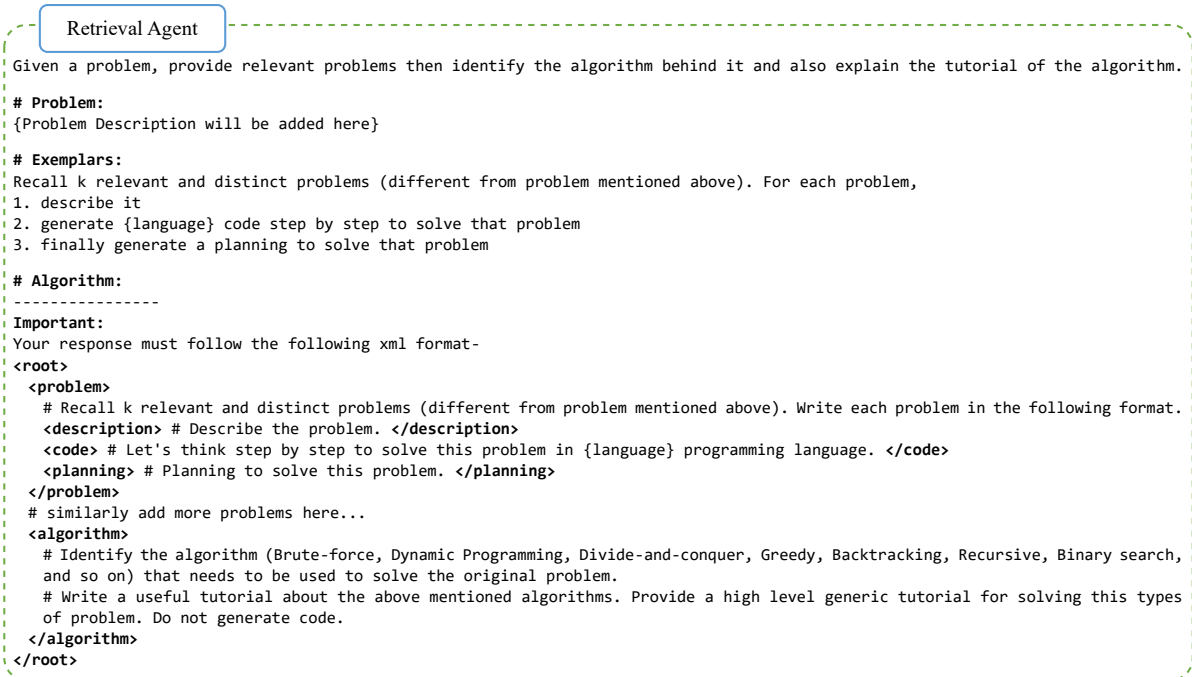 Retrieval Agent
Given a problem, provide relevant problems then identify the algorithm behind it and also explain the tutorial of the algorithm.
# Problem:
{Problem Description will be added here}
# Exemplars:
Recall k relevant and distinct problems (different from problem mentioned above). For each problem,
1. describe it
2. generate {language} code step by step to solve that problem
3. finally generate a planning to solve that problem
# Algorithm:
----------------
Important:
Your response must follow the following xml format-
<root>
<problem>
# Recall k relevant and distinct problems (different from problem mentioned above). Write each problem in the following format.
<description> # Describe the problem. </description>
<code> # Let's think step by step to solve this problem in {language} programming language. </code>
<planning> # Planning to solve this problem. </planning>
</problem>
# similarly add more problems here...
<algorithm>
# Identify the algorithm (Brute-force, Dynamic Programming, Divide-and-conquer, Greedy, Backtracking, Recursive, Binary search,
and so on) that needs to be used to solve the original problem.
# Write a useful tutorial about the above mentioned algorithms. Provide a high level generic tutorial for solving this types
of problem. Do not generate code.
</algorithm>
</root>